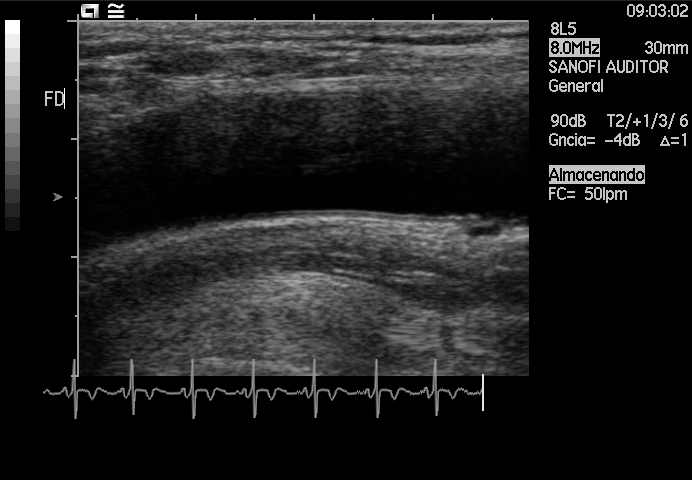 09:03:02
8L5
8.0MHz 30mm
SANOFI AUDITOR
General
FD
90dB T2/+1/3/ 6
Gncia= -4dB Δ=1
Almacenando
FC= 50lpm